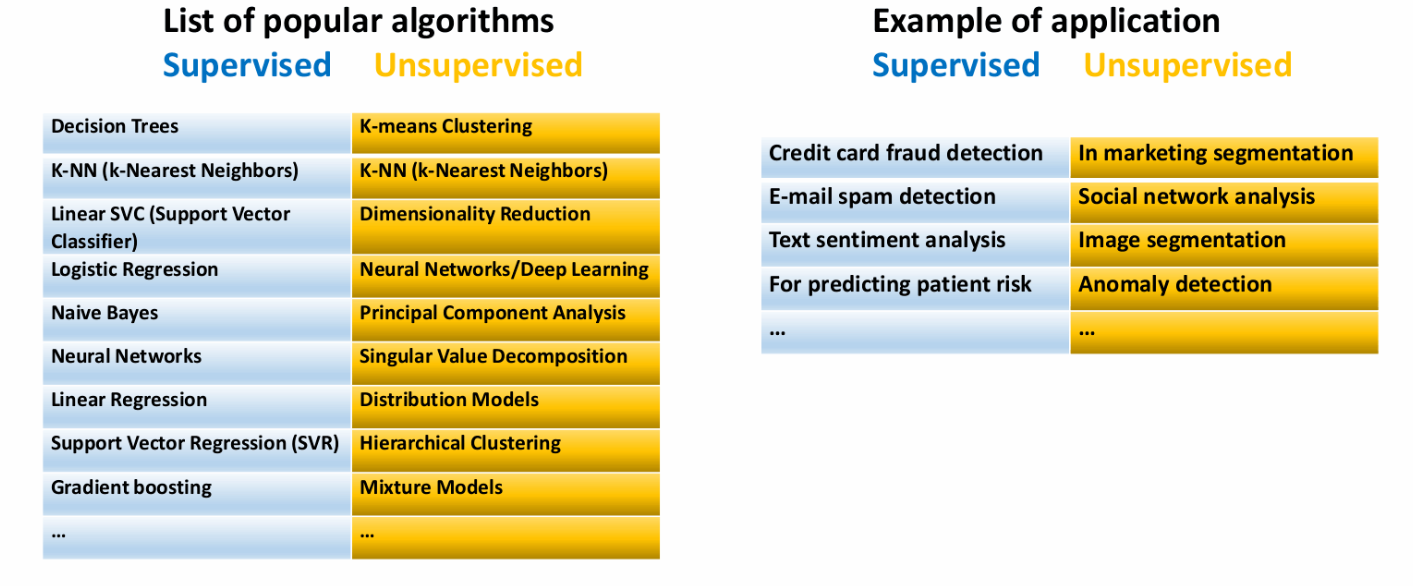 List of popular algorithms
Supervised Unsupervised
Decision Trees K-means Clustering
K-NN (k-Nearest Neighbors) K-NN (k-Nearest Neighbors)
Linear SVC (Support Vector Classifier) Dimensionality Reduction
Logistic Regression Neural Networks/Deep Learning
Naive Bayes Principal Component Analysis
Neural Networks Singular Value Decomposition
Linear Regression Distribution Models
Support Vector Regression (SVR) Hierarchical Clustering
Gradient boosting Mixture Models
... ...
Example of application
Supervised Unsupervised
Credit card fraud detection In marketing segmentation
E-mail spam detection Social network analysis
Text sentiment analysis Image segmentation
For predicting patient risk Anomaly detection
... ...